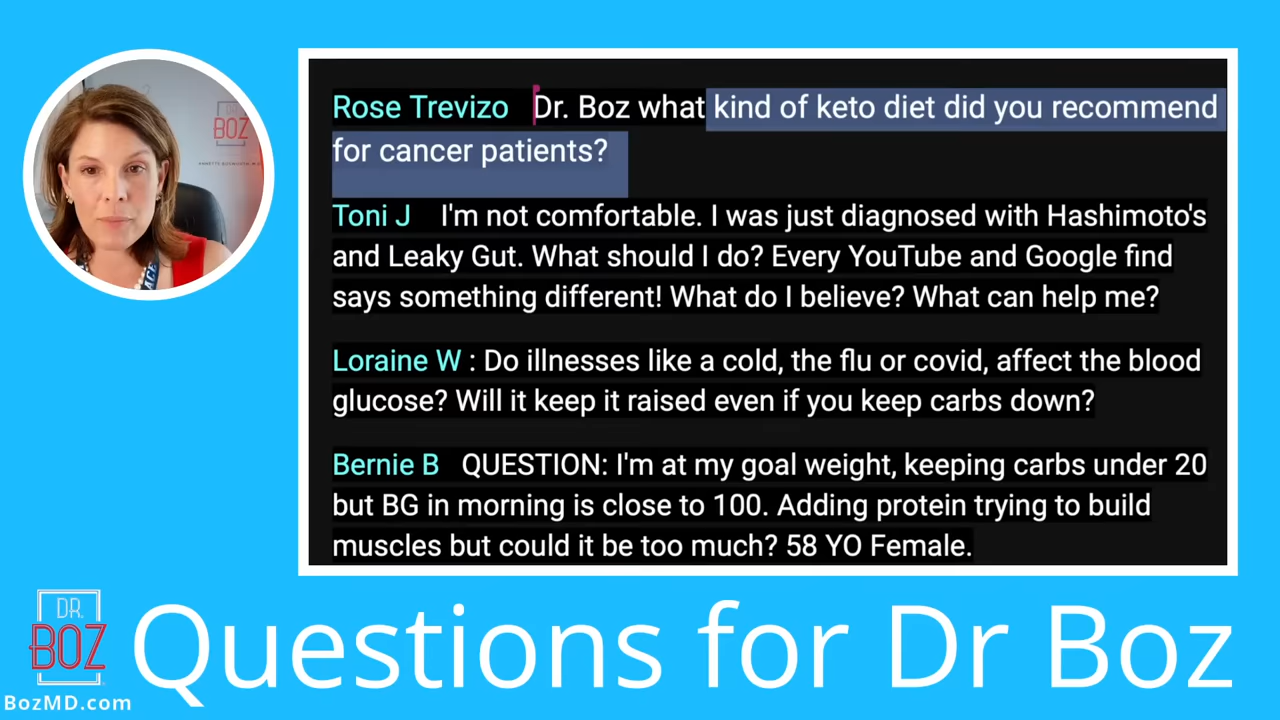 DR.
BOZ
Rose Trevizo Dr. Boz what kind of keto diet did you recommend
for cancer patients?
Toni J I'm not comfortable. I was just diagnosed with Hashimoto's
and Leaky Gut. What should I do? Every YouTube and Google find
says something different! What do I believe? What can help me?
Loraine W : Do illnesses like a cold, the flu or covid, affect the blood
glucose? Will it keep it raised even if you keep carbs down?
Bernie B QUESTION: I'm at my goal weight, keeping carbs under 20
but BG in morning is close to 100. Adding protein trying to build
muscles but could it be too much? 58 YO Female.
DR.
BOZ
Questions for Dr Boz
BozMD.com